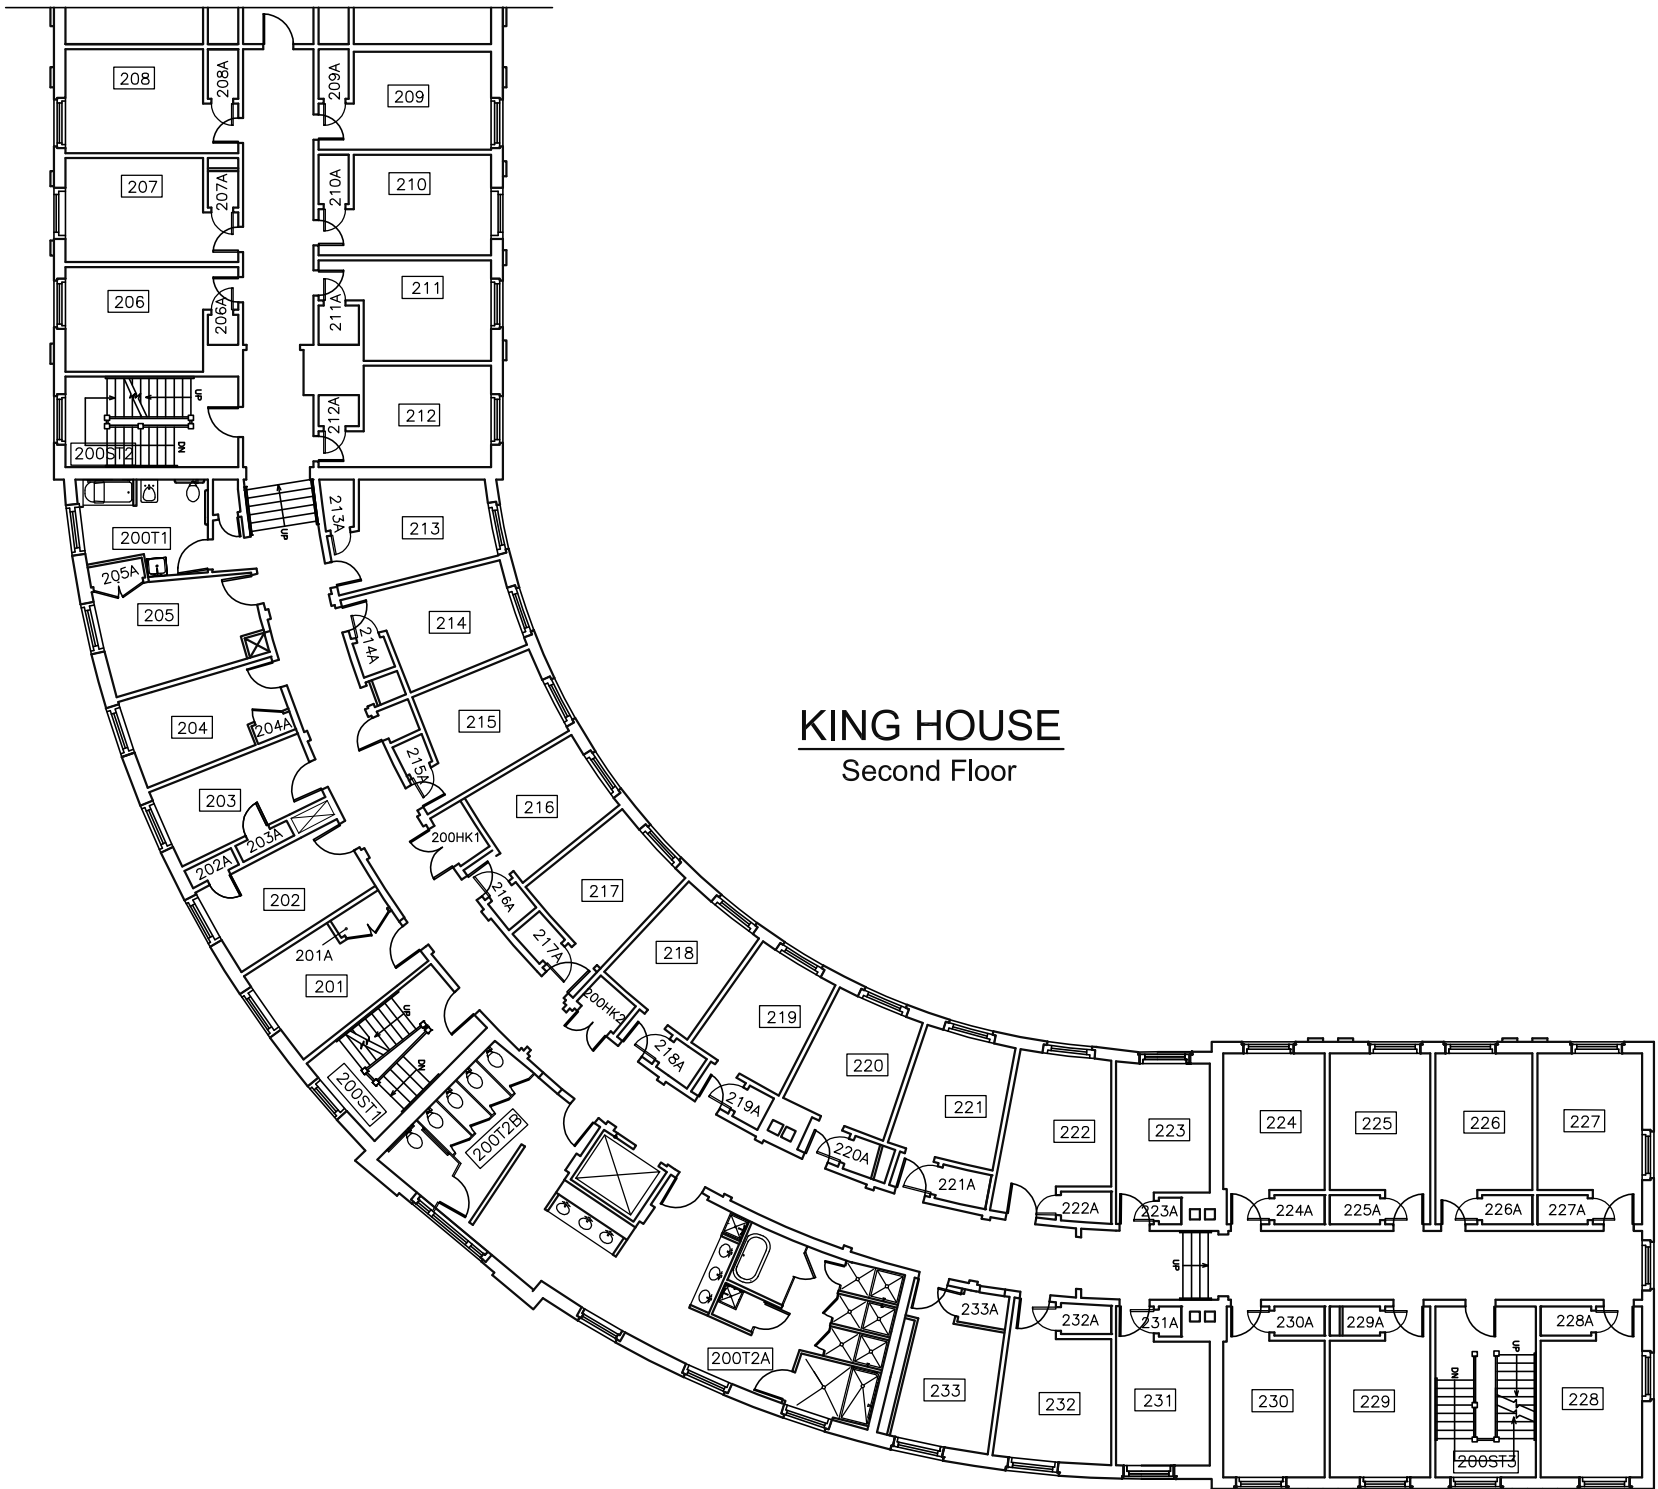 208
208A
209A
209
207
207A
210A
210
206
206A
211A
211
UP
DN
200ST2
212A
212
200T1
UP
213A
213
205A
205
214A
214
204
204A
215
215A
KING HOUSE
Second Floor
203
203A
216
200HK1
202A
202
216A
217
201A
201
217A
218
200HK2
UP
DN
200ST1
218A
219
219A
220
220A
221
221A
222
222A
223
223A
224
224A
225
225A
226
226A
227
227A
200T2B
UP
233A
232A
231A
230A
229A
228A
200T2A
233
232
231
230
229
UP
DN
228
200ST3